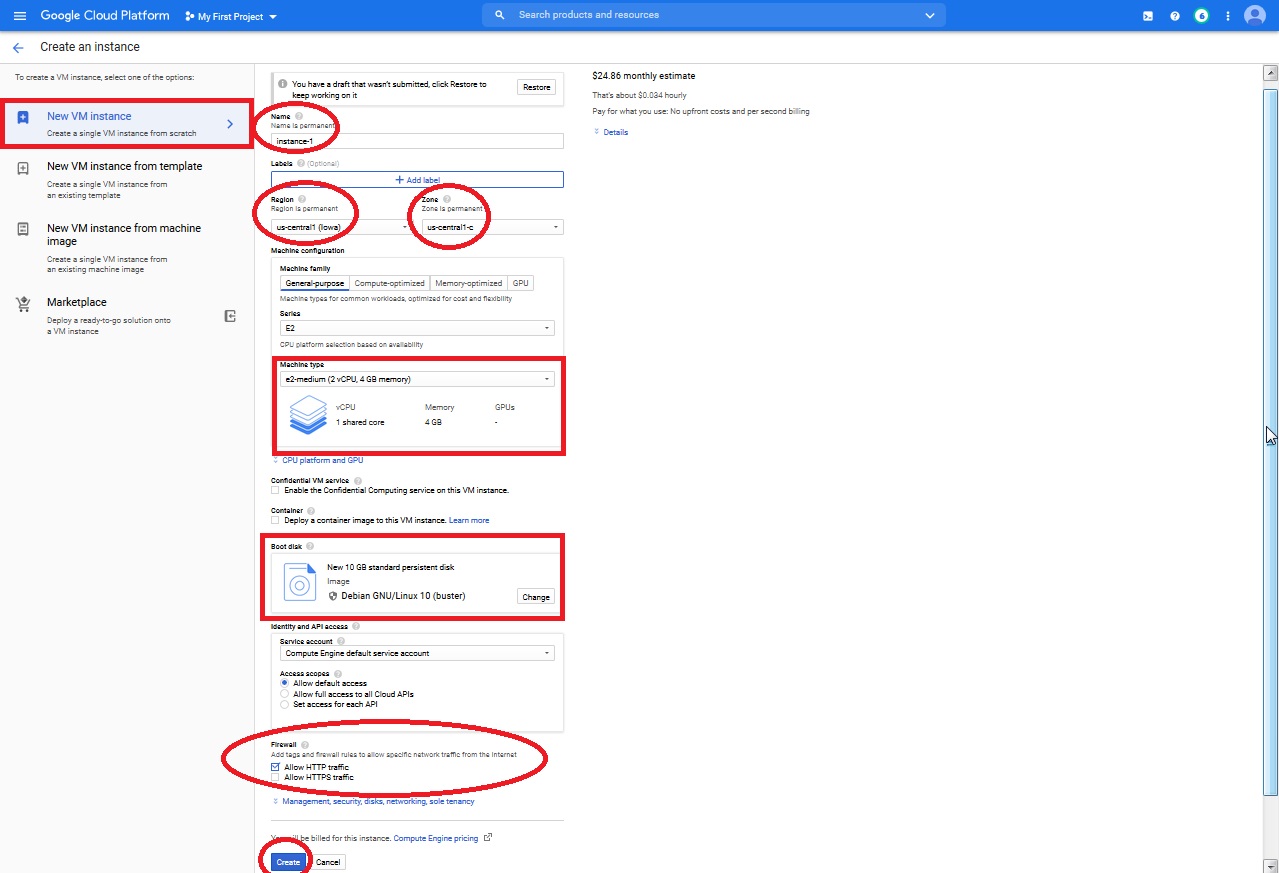 Google Cloud Platform
My First Project
Search products and resources
6
Create an instance
To create a VM instance, select one of the options:
New VM instance
Create a single VM instance from scratch
New VM instance from template
Create a single VM instance from
an existing template
New VM instance from machine
image
Create a single VM instance from
an existing machine image
Marketplace
Deploy a ready-to-go solution onto
a VM instance
You have a draft that wasn't submitted, click Restore to
keep working on it
Restore
Name
Name is permanent
instance-1
Labels (Optional)
+ Add label
Region
Region is permanent
us-central1 (Iowa)
Zone
Zone is permanent
us-central1-c
Machine configuration
Machine family
General-purpose Compute-optimized Memory-optimized GPU
Machine types for common workloads, optimized for cost and flexibility
Series
E2
CPU platform selection based on availability
Machine type
e2-medium (2 vCPU, 4 GB memory)
vCPU Memory GPUs
1 shared core 4 GB -
CPU platform and GPU
Confidential VM service
Enable the Confidential Computing service on this VM instance.
Container
Deploy a container image to this VM instance. Learn more
Boot disk
New 10 GB standard persistent disk
Image
Debian GNU/Linux 10 (buster)
Change
Identity and API access
Service account
Compute Engine default service account
Access scopes
Allow default access
Allow full access to all Cloud APIs
Set access for each API
Firewall
Add tags and firewall rules to allow specific network traffic from the Internet
Allow HTTP traffic
Allow HTTPS traffic
Management, security, disks, networking, sole tenancy
You will be billed for this instance. Compute Engine pricing
Create Cancel
$24.86 monthly estimate
That's about $0.034 hourly
Pay for what you use: No upfront costs and per second billing
Details